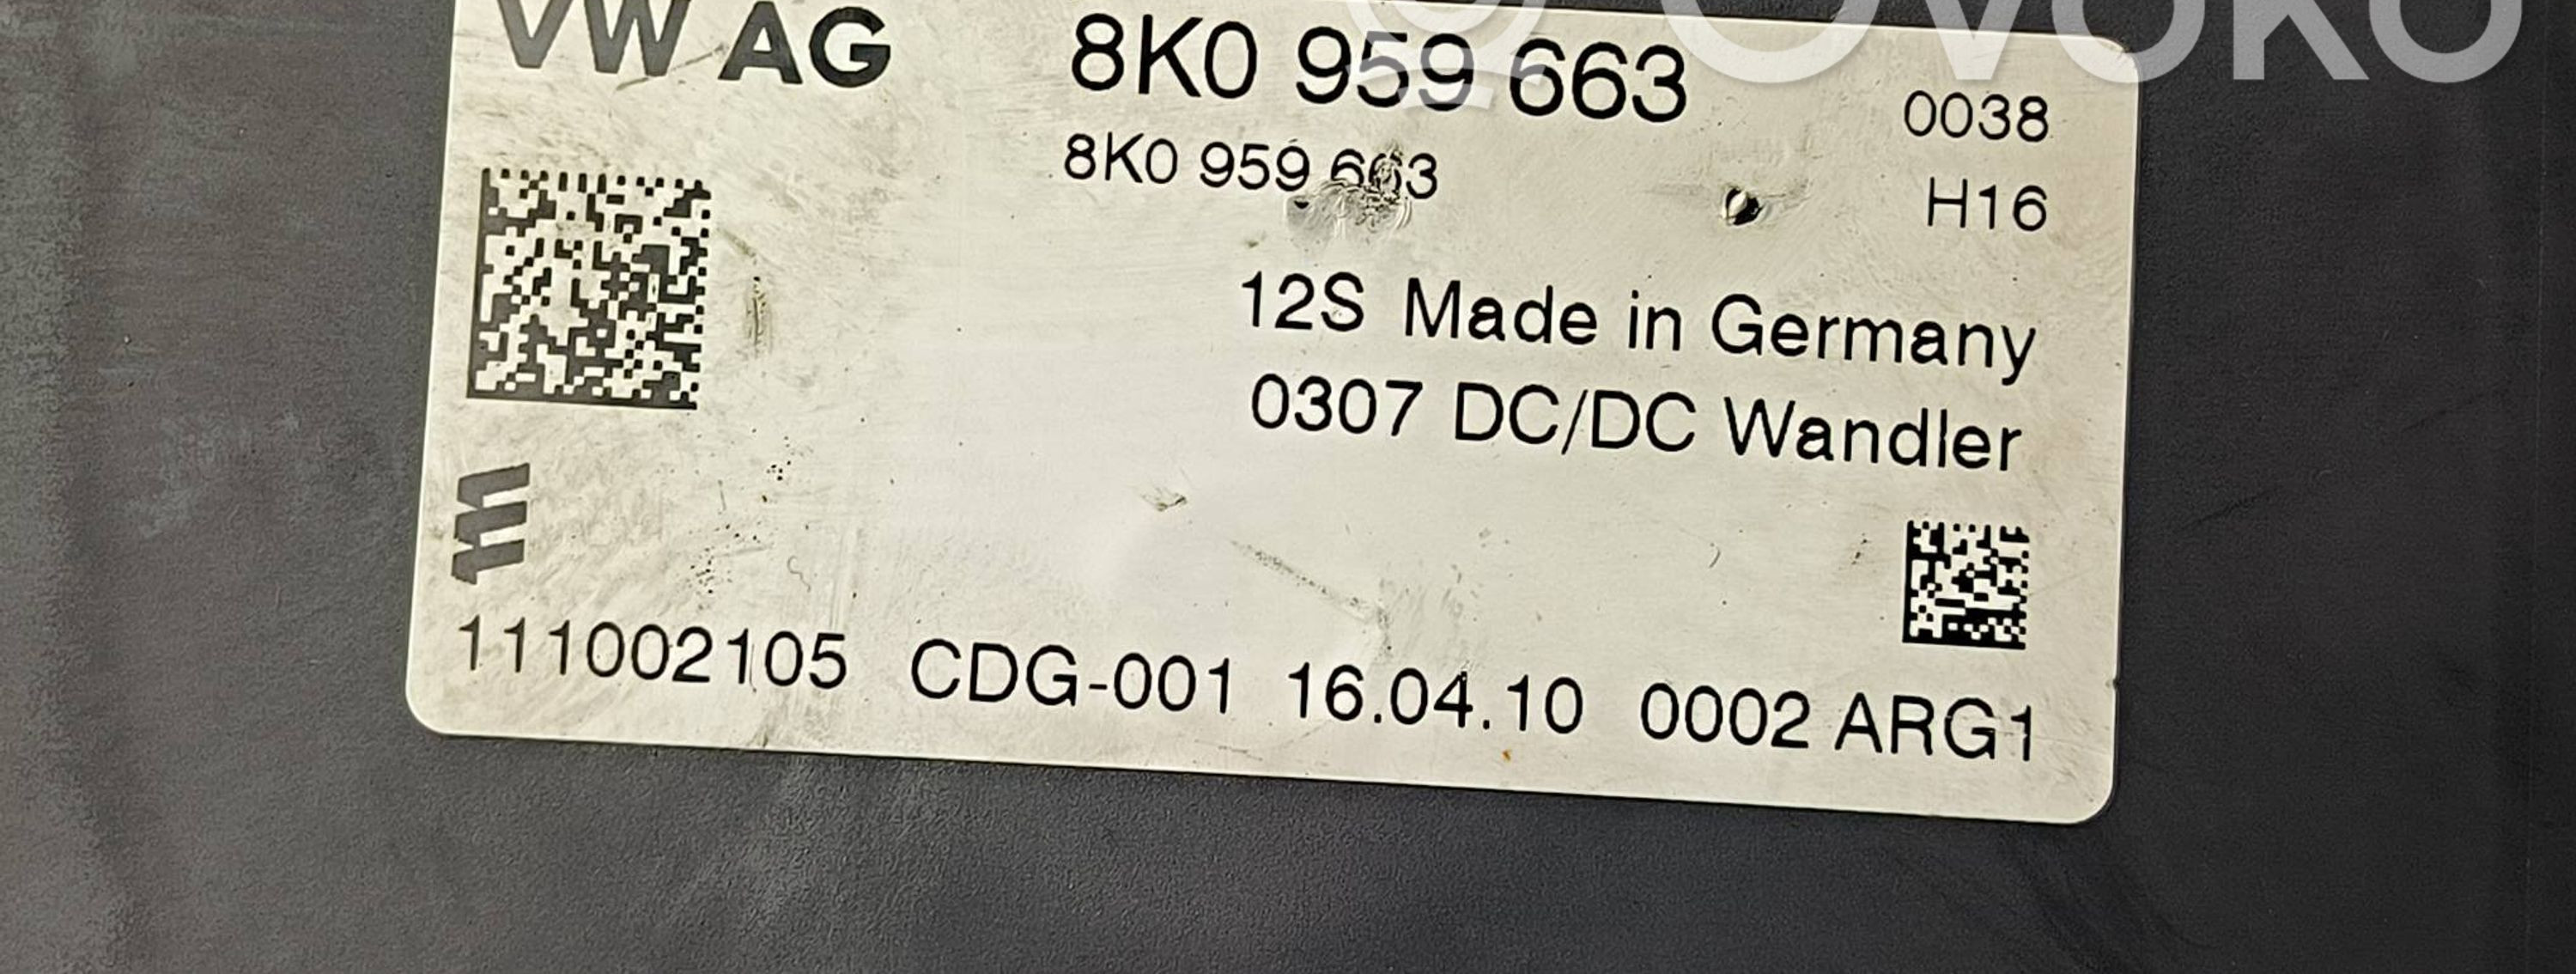 OVOKO
VW AG 8K0 959 663 0038
8K0 959 663 H16
12S Made in Germany
0307 DC/DC Wandler
111002105 CDG-001 16.04.10 0002 ARG1